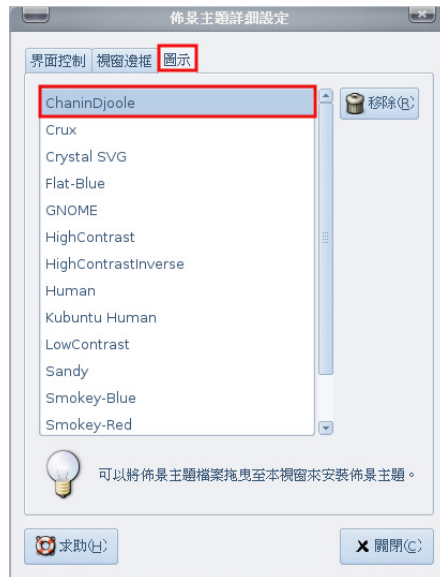 佈景主題詳細設定
界面控制 視窗邊框 圖示
ChaninDjoole 移除(R)
Crux
Crystal SVG
Flat-Blue
GNOME
HighContrast
HighContrastInverse
Human
Kubuntu Human
LowContrast
Sandy
Smokey-Blue
Smokey-Red
可以將佈景主題檔案拖曳至本視窗來安裝佈景主題。
求助(H) 關閉(C)